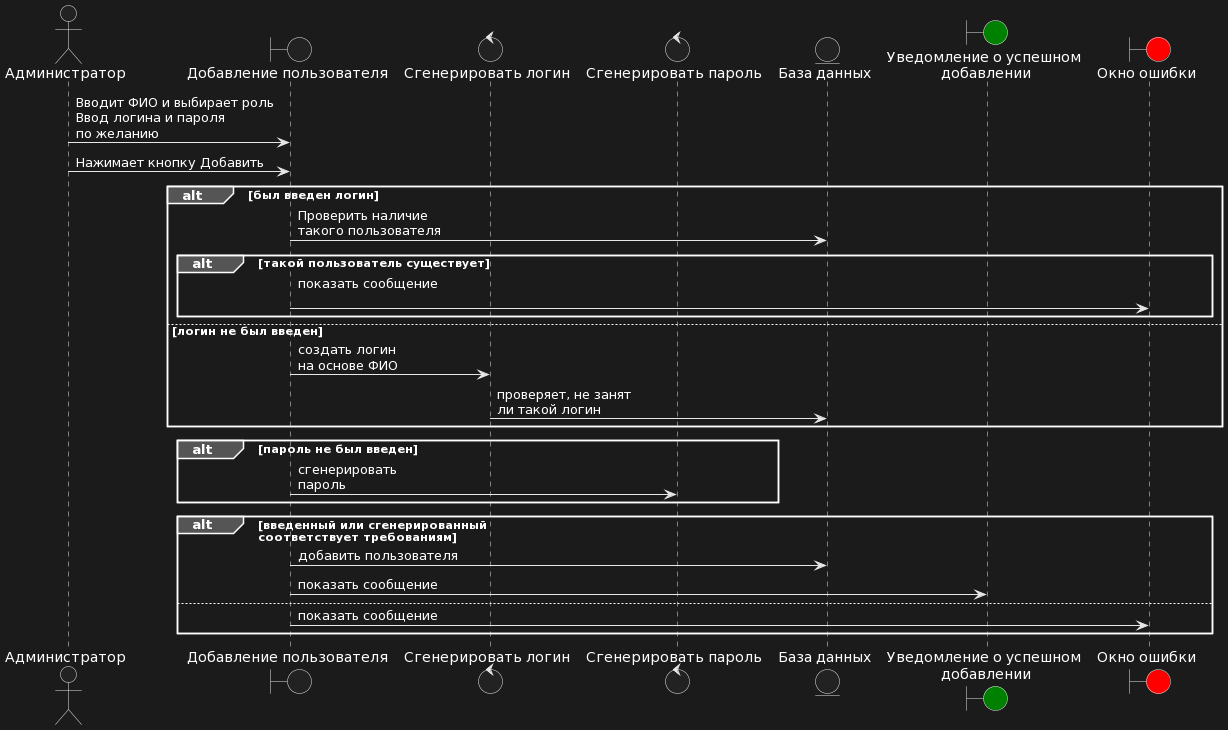 Администратор
Добавление пользователя
Сгенерировать логин
Сгенерировать пароль
База данных
Уведомление о успешном
добавлении
Окно ошибки
Вводит ФИО и выбирает роль
Ввод логина и пароля
по желанию
Нажимает кнопку Добавить
alt [был введен логин]
Проверить наличие
такого пользователя
alt [такой пользователь существует]
показать сообщение
[логин не был введен]
создать логин
на основе ФИО
проверяет, не занят
ли такой логин
alt [пароль не был введен]
сгенерировать
пароль
alt [введенный или сгенерированный
соответствует требованиям]
добавить пользователя
показать сообщение
показать сообщение
Администратор
Добавление пользователя
Сгенерировать логин
Сгенерировать пароль
База данных
Уведомление о успешном
добавлении
Окно ошибки